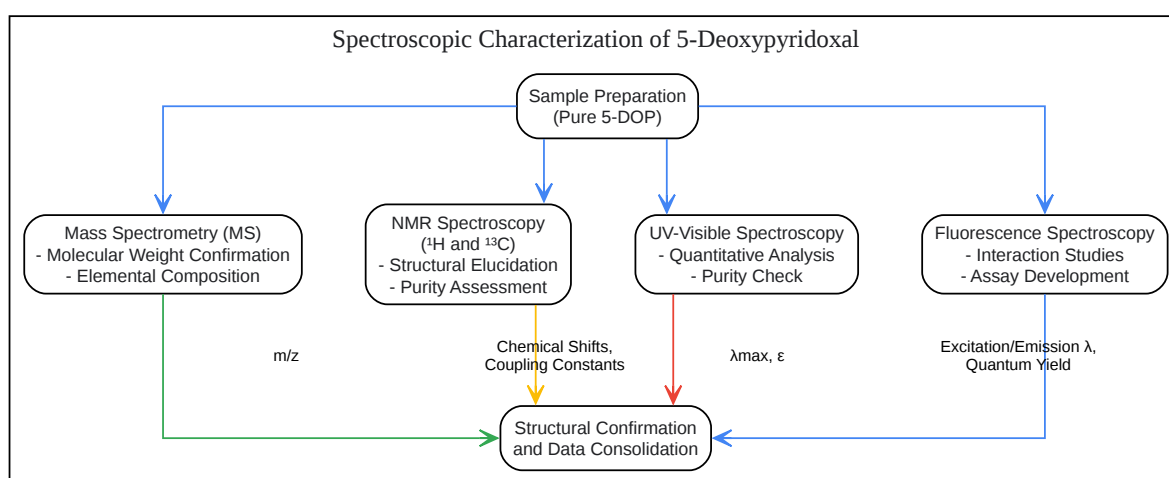 Spectroscopic Characterization of 5-Deoxypyridoxal
Sample Preparation
(Pure 5-DOP)
Mass Spectrometry (MS)
- Molecular Weight Confirmation
- Elemental Composition
NMR Spectroscopy
(¹H and ¹³C)
- Structural Elucidation
- Purity Assessment
UV-Visible Spectroscopy
- Quantitative Analysis
- Purity Check
Fluorescence Spectroscopy
- Interaction Studies
- Assay Development
m/z
Chemical Shifts,
Coupling Constants
λmax, ε
Excitation/Emission λ,
Quantum Yield
Structural Confirmation
and Data Consolidation